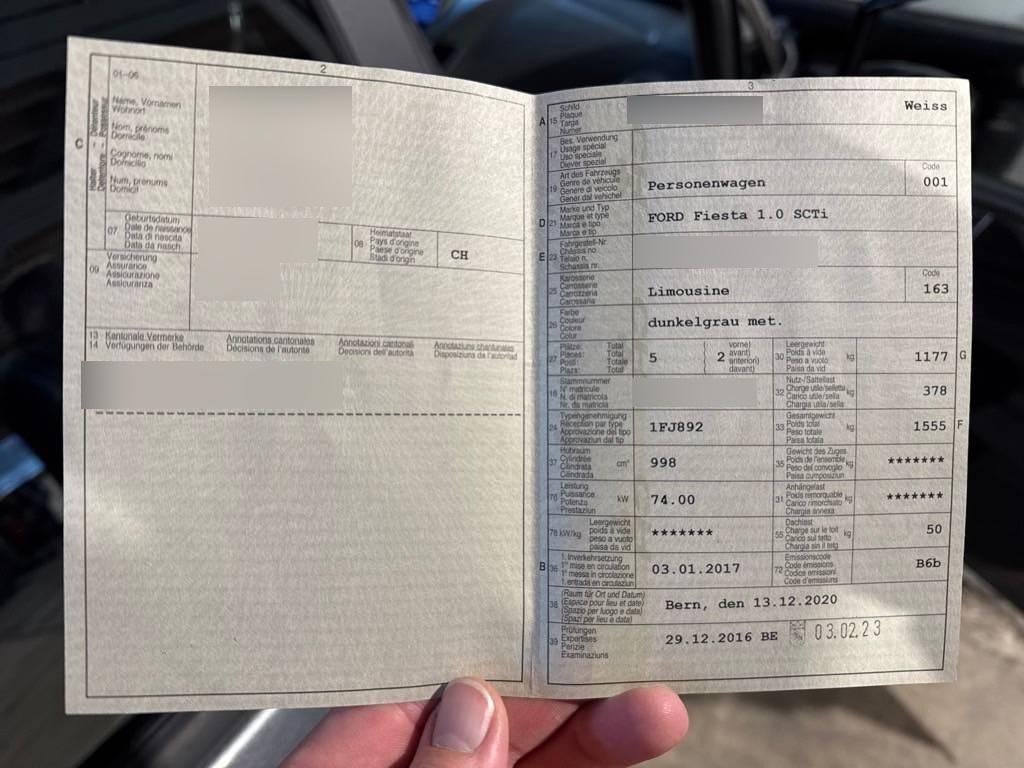 2
01–06
C
Halter - Détenteur
Detentore - Possessur
Name, Vornamen
Wohnort
Nom, prénoms
Domicile
Cognome, nomi
Domicilio
Num, prenums
Domicil
07
Geburtsdatum
Date de naissance
Data di nascita
Data da nasch.
08
Heimatstaat
Pays d'origine
Paese d'origine
Stadi d'origin
CH
09
Versicherung
Assurance
Assicurazione
Assicuranza
13 Kantonale Vermerke Annotations cantonales Annotazioni cantonali Annotaziuns chantunalas
14 Verfügungen der Behörde Décisions de l'autorité Decisioni dell'autorità Disposiziuns da l'autoritad
3
A 15
Schild
Plaque
Targa
Numer
Weiss
17
Bes. Verwendung
Usage spécial
Uso speciale
Diever spezial
19
Art des Fahrzeugs
Genre de véhicule
Genere di veicolo
Gener dal vehichel
Personenwagen
Code
001
D 21
Marke und Typ
Marque et type
Marca e tipo
Marca e tip
FORD Fiesta 1.0 SCTi
E 23
Fahrgestell-Nr.
Châssis no
Telaio n.
Schassis nr.
25
Karosserie
Carrosserie
Carrozzeria
Carossaria
Limousine
Code
163
26
Farbe
Couleur
Colore
Colur
dunkelgrau met.
27
Plätze: Total
Places: Total
Posti: Totale
Plazs: Total
5
2
vorne)
avant)
anteriori)
davant)
30
Leergewicht
Poids à vide
Peso a vuoto
Paisa da vid
kg
1177
G
18
Stammnummer
N° matricule
N. di matricola
Nr. da matricla
32
Nutz-/Sattellast
Charge utile/sellette
Carico utile/sella
Chargia utila/sella
kg
378
24
Typengenehmigung
Réception par type
Approvazione del tipo
Approvaziun dal tip
1FJ892
33
Gesamtgewicht
Poids total
Peso totale
Paisa totala
kg
1555
F
37
Hubraum
Cylindrée
Cilindrata
Cilindrada
cm³
998
35
Gewicht des Zuges
Poids de l'ensemble
Peso del convoglio
Paisa cumposiziun
kg
*******
76
Leistung
Puissance
Potenza
Prestaziun
kW
74.00
31
Anhängelast
Poids remorquable
Carico rimorchiato
Chargia annexa
kg
*******
78 kW/kg
Leergewicht
poids à vide
peso a vuoto
paisa da vid
*******
55
Dachlast
Charge sur le toit
Carico sul tetto
Chargia sin il tetg
kg
50
B 36
1. Inverkehrsetzung
1re mise en circulation
1a messa in circolazione
1. entrada en circulaziun
03.01.2017
72
Emissionscode
Code émissions
Codice emissioni
Code d'emissiuns
B6b
38
(Raum für Ort und Datum)
(Espace pour lieu et date)
(Spazio per luogo e data)
(Spazi per lieu e data)
Bern, den 13.12.2020
39
Prüfungen
Expertises
Perizie
Examinaziuns
29.12.2016 BE
03.02.23